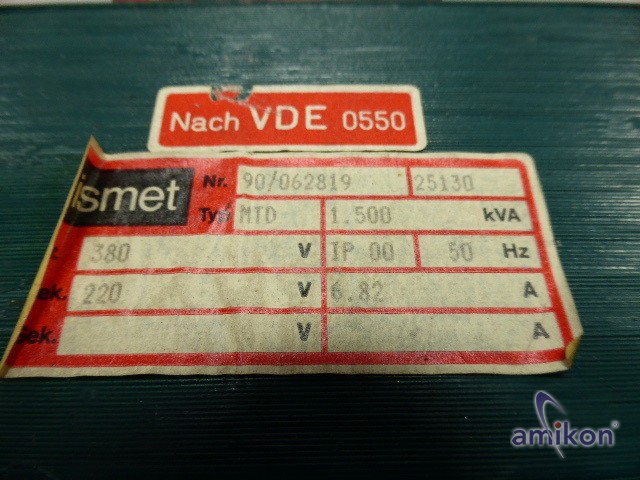 Nach VDE 0550
ismet Nr. 90/062819 25130
Typ MTD 1.500 kVA
380 V IP 00 50 Hz
ek. 220 V 6.82 A
ek. V A
amikon